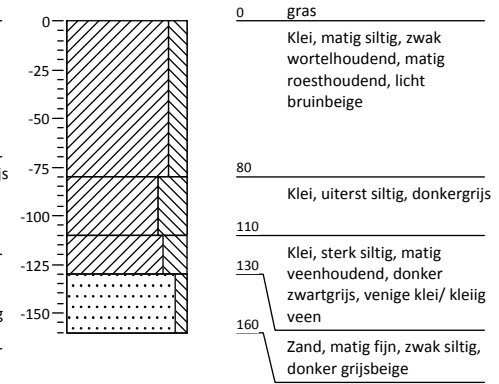 0
-25
-50
-75
-100
-125
-150
0 gras
Klei, matig siltig, zwak
wortelhoudend, matig
roesthoudend, licht
bruinbeige
80
Klei, uiterst siltig, donkergrijs
110
Klei, sterk siltig, matig
veenhoudend, donker
zwartgrijs, venige klei/ kleiig
veen
130
160
Zand, matig fijn, zwak siltig,
donker grijsbeige